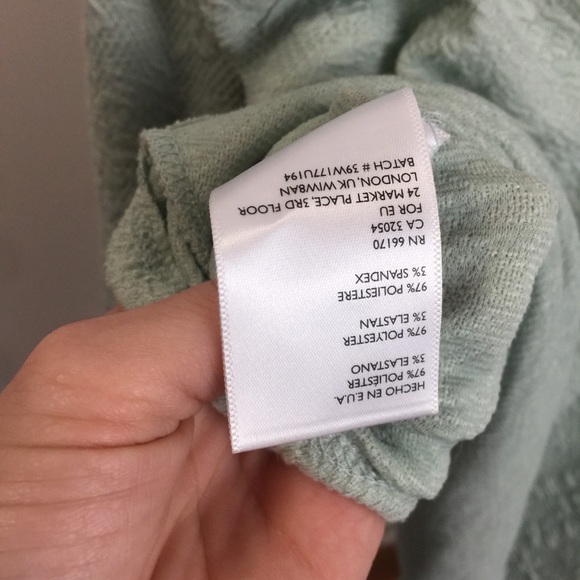 HECHO EN E.U.A.
97% POLIÉSTER
3% ELASTANO
97% POLYESTER
3% ELASTAN
97% POLIESTERE
3% SPANDEX
RN 66170
CA 32054
FOR EU
24 MARKET PLACE, 3RD FLOOR
LONDON, UK W1W8AN
BATCH # 39W177U194